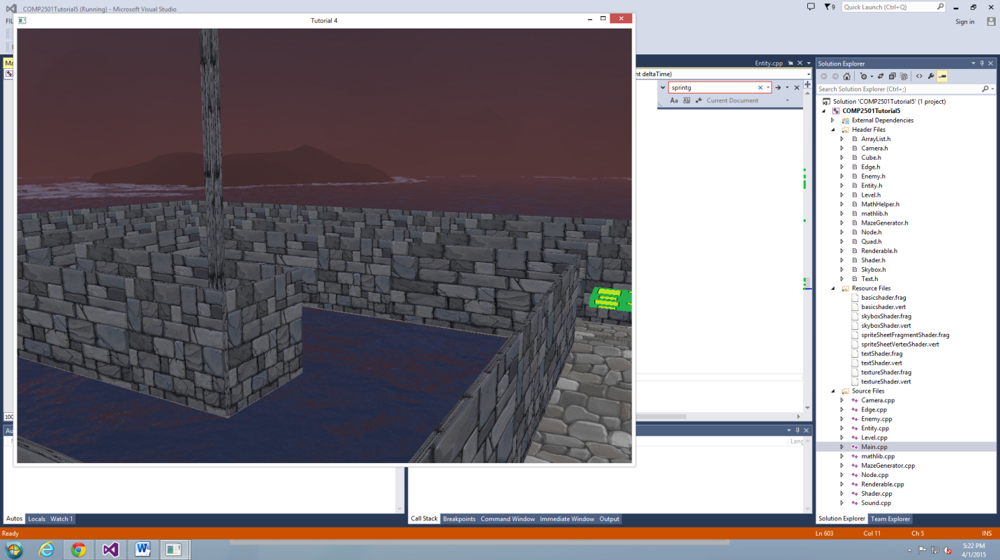 COMP2501Tutorial5 (Running) - Microsoft Visual Studio
9
Quick Launch (Ctrl+Q)
FIL
Sign in
Tutorial 4
Ma
Entity.cpp
nt deltaTime)
sprintg
Aa
Current Document
100
Au
Lang
Autos
Locals
Watch 1
Call Stack
Breakpoints
Command Window
Immediate Window
Output
Solution Explorer
Search Solution Explorer (Ctrl+;)
Solution 'COMP2501Tutorial5' (1 project)
COMP2501Tutorial5
External Dependencies
Header Files
ArrayList.h
Camera.h
Cube.h
Edge.h
Enemy.h
Entity.h
Level.h
MathHelper.h
mathlib.h
MazeGenerator.h
Node.h
Quad.h
Renderable.h
Shader.h
Skybox.h
Text.h
Resource Files
basicshader.frag
basicshader.vert
skyboxShader.frag
skyboxShader.vert
spriteSheetFragmentShader.frag
spriteSheetVertexShader.vert
textShader.frag
textShader.vert
textureShader.frag
textureShader.vert
Source Files
Camera.cpp
Edge.cpp
Enemy.cpp
Entity.cpp
Level.cpp
Main.cpp
mathlib.cpp
MazeGenerator.cpp
Node.cpp
Renderable.cpp
Shader.cpp
Sound.cpp
Solution Explorer
Team Explorer
Ready
Ln 603
Col 11
Ch 5
INS
5:22 PM
4/1/2015